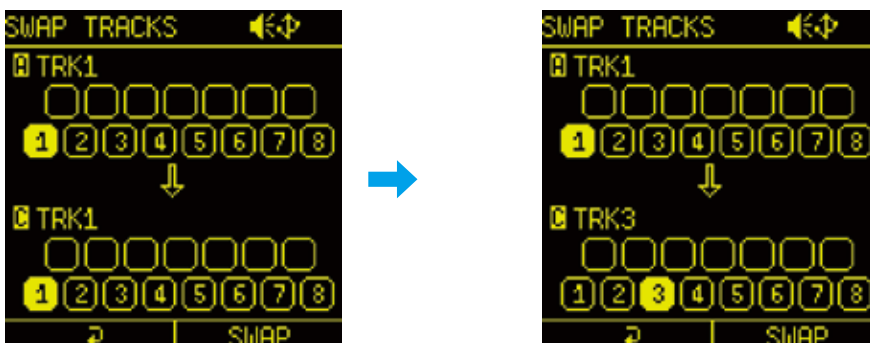 SWAP TRACKS
A TRK1
1 2 3 4 5 6 7 8
C TRK1
1 2 3 4 5 6 7 8
SWAP
SWAP TRACKS
A TRK1
1 2 3 4 5 6 7 8
C TRK3
1 2 3 4 5 6 7 8
SWAP